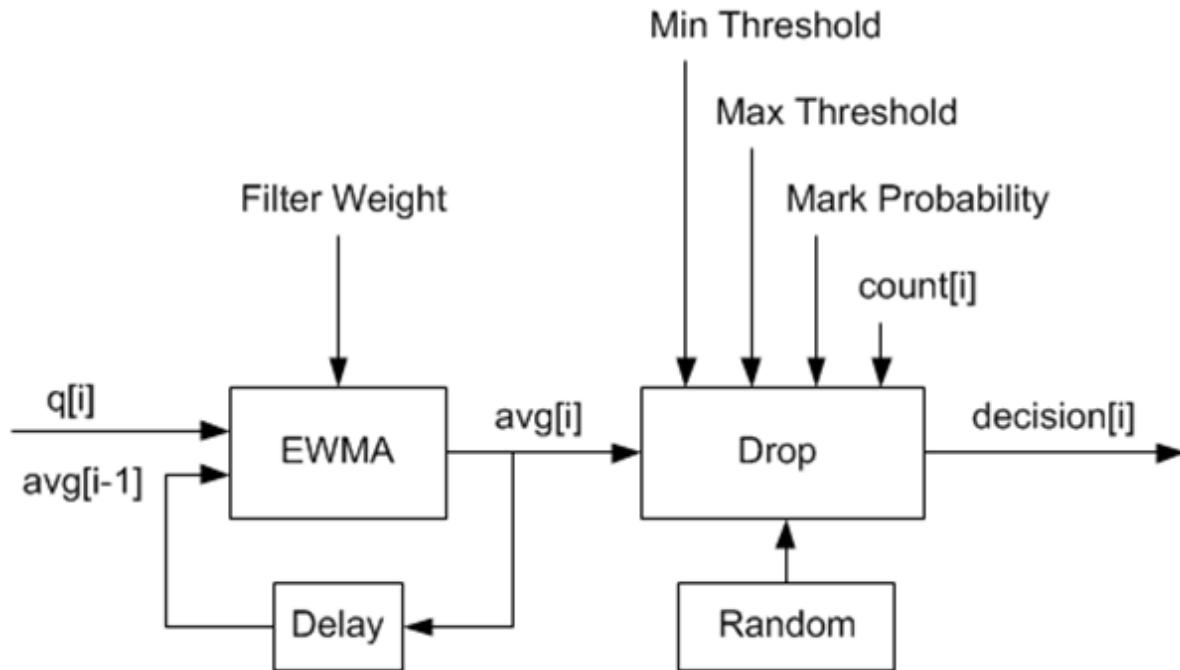 Min Threshold
Max Threshold
Filter Weight
Mark Probability
count[i]
q[i]
avg[i]
decision[i]
EWMA
Drop
avg[i-1]
Delay
Random